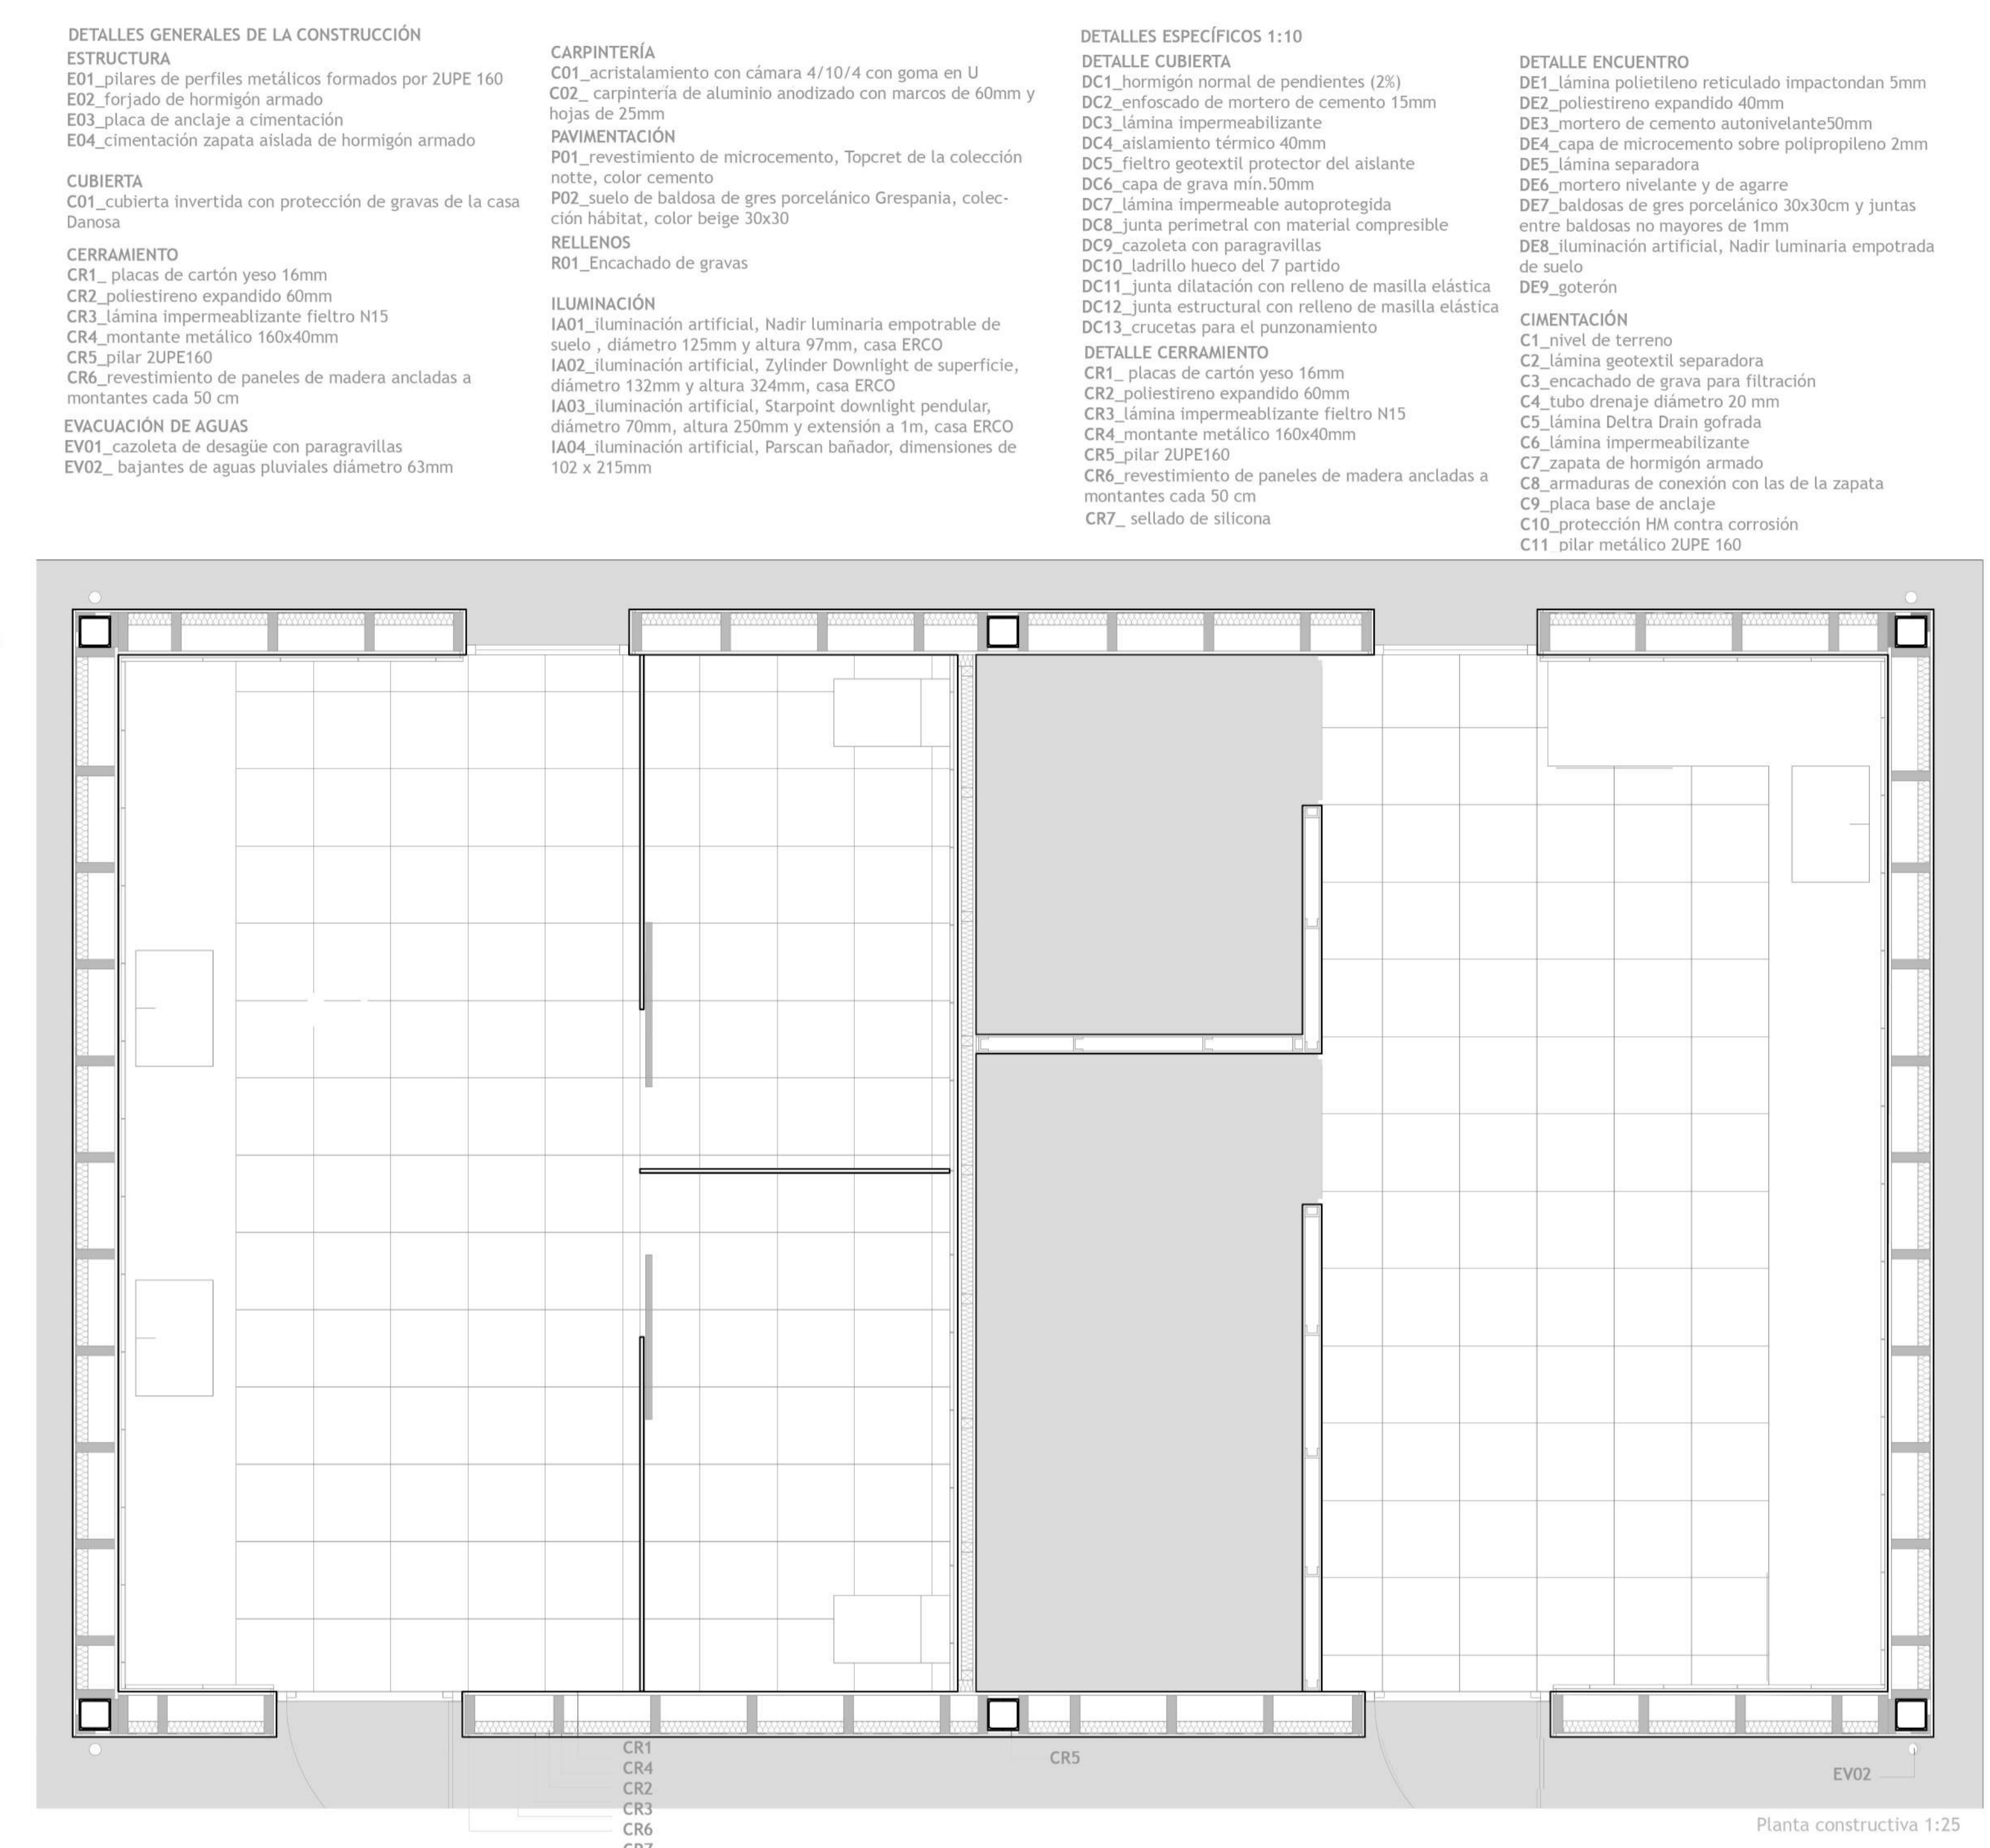 DETALLES GENERALES DE LA CONSTRUCCIÓN
ESTRUCTURA
E01_pilares de perfiles metálicos formados por 2UPE 160
E02_forjado de hormigón armado
E03_placa de anclaje a cimentación
E04_cimentación zapata aislada de hormigón armado
CUBIERTA
C01_cubierta invertida con protección de gravas de la casa
Danosa
CERRAMIENTO
CR1_ placas de cartón yeso 16mm
CR2_poliestireno expandido 60mm
CR3_lámina impermeablizante fieltro N15
CR4_montante metálico 160x40mm
CR5_pilar 2UPE160
CR6_revestimiento de paneles de madera ancladas a
montantes cada 50 cm
EVACUACIÓN DE AGUAS
EV01_cazoleta de desagüe con paragravillas
EV02_ bajantes de aguas pluviales diámetro 63mm
CARPINTERÍA
C01_acristalamiento con cámara 4/10/4 con goma en U
C02_ carpintería de aluminio anodizado con marcos de 60mm y
hojas de 25mm
PAVIMENTACIÓN
P01_revestimiento de microcemento, Topcret de la colección
notte, color cemento
P02_suelo de baldosa de gres porcelánico Grespania, colec-
ción hábitat, color beige 30x30
RELLENOS
R01_Encachado de gravas
ILUMINACIÓN
IA01_iluminación artificial, Nadir luminaria empotrable de
suelo , diámetro 125mm y altura 97mm, casa ERCO
IA02_iluminación artificial, Zylinder Downlight de superficie,
diámetro 132mm y altura 324mm, casa ERCO
IA03_iluminación artificial, Starpoint downlight pendular,
diámetro 70mm, altura 250mm y extensión a 1m, casa ERCO
IA04_iluminación artificial, Parscan bañador, dimensiones de
102 x 215mm
DETALLES ESPECÍFICOS 1:10
DETALLE CUBIERTA
DC1_hormigón normal de pendientes (2%)
DC2_enfoscado de mortero de cemento 15mm
DC3_lámina impermeabilizante
DC4_aislamiento térmico 40mm
DC5_fieltro geotextil protector del aislante
DC6_capa de grava mín.50mm
DC7_lámina impermeable autoprotegida
DC8_junta perimetral con material compresible
DC9_cazoleta con paragravillas
DC10_ladrillo hueco del 7 partido
DC11_junta dilatación con relleno de masilla elástica
DC12_junta estructural con relleno de masilla elástica
DC13_crucetas para el punzonamiento
DETALLE CERRAMIENTO
CR1_ placas de cartón yeso 16mm
CR2_poliestireno expandido 60mm
CR3_lámina impermeablizante fieltro N15
CR4_montante metálico 160x40mm
CR5_pilar 2UPE160
CR6_revestimiento de paneles de madera ancladas a
montantes cada 50 cm
CR7_ sellado de silicona
DETALLE ENCUENTRO
DE1_lámina polietileno reticulado impactondan 5mm
DE2_poliestireno expandido 40mm
DE3_mortero de cemento autonivelante50mm
DE4_capa de microcemento sobre polipropileno 2mm
DE5_lámina separadora
DE6_mortero nivelante y de agarre
DE7_baldosas de gres porcelánico 30x30cm y juntas
entre baldosas no mayores de 1mm
DE8_iluminación artificial, Nadir luminaria empotrada
de suelo
DE9_goterón
CIMENTACIÓN
C1_nivel de terreno
C2_lámina geotextil separadora
C3_encachado de grava para filtración
C4_tubo drenaje diámetro 20 mm
C5_lámina Deltra Drain gofrada
C6_lámina impermeabilizante
C7_zapata de hormigón armado
C8_armaduras de conexión con las de la zapata
C9_placa base de anclaje
C10_protección HM contra corrosión
C11_pilar metálico 2UPE 160
CR1
CR4
CR2
CR3
CR6
CR7
CR5
EV02
Planta constructiva 1:25